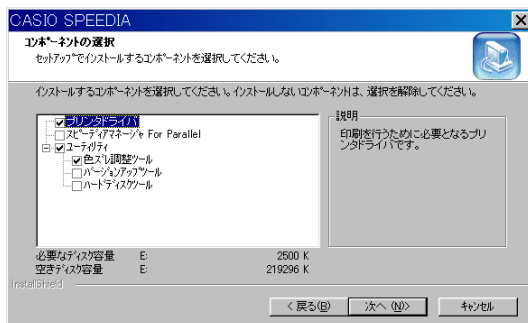 CASIO SPEEDIA
ｺﾝﾎﾟｰﾈﾝﾄの選択
ｾｯﾄｱｯﾌﾟでｲﾝｽﾄｰﾙするｺﾝﾎﾟｰﾈﾝﾄを選択してください。
ｲﾝｽﾄｰﾙするｺﾝﾎﾟｰﾈﾝﾄを選択してください。ｲﾝｽﾄｰﾙしないｺﾝﾎﾟｰﾈﾝﾄは、選択を解除してください。
プリンタドライバ
ｽﾋﾟｰﾃﾞｨｱﾏﾈｰｼﾞｬ For Parallel
ﾕｰﾃｨﾘﾃｨ
色ズレ調整ﾂｰﾙ
ﾊﾞｰｼﾞｮﾝｱｯﾌﾟﾂｰﾙ
ﾊｰﾄﾞﾃﾞｨｽｸﾂｰﾙ
説明
印刷を行うために必要となるプリ
ンタドライバです。
必要なﾃﾞｨｽｸ容量 E: 2500 K
空きﾃﾞｨｽｸ容量 E: 219296 K
InstallShield
< 戻る(B) 次へ (N)> ｷｬﾝｾﾙ